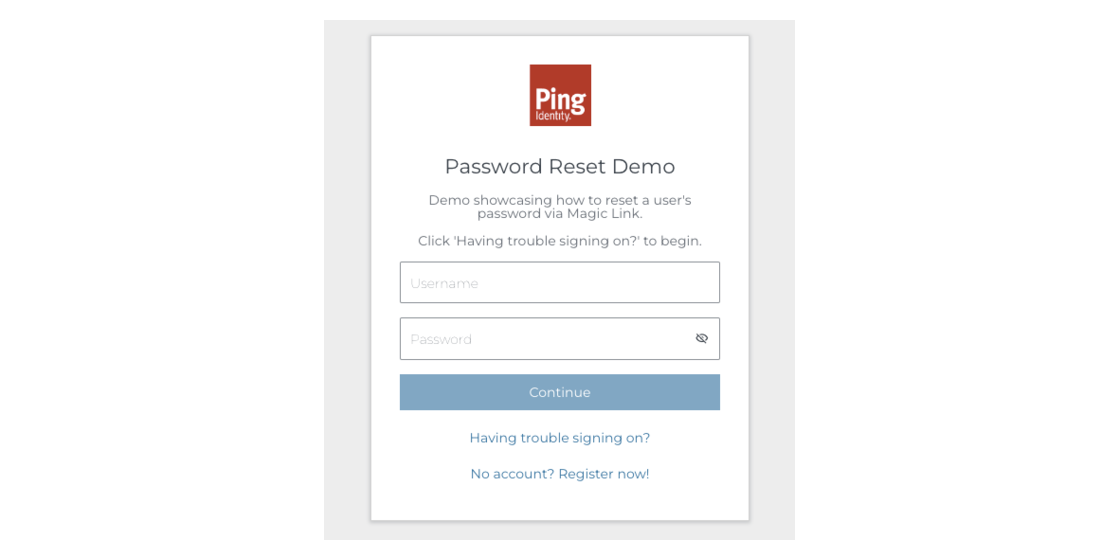 Ping
Identity.
Password Reset Demo
Demo showcasing how to reset a user's
password via Magic Link.
Click 'Having trouble signing on?' to begin.
Username
Password
Continue
Having trouble signing on?
No account? Register now!